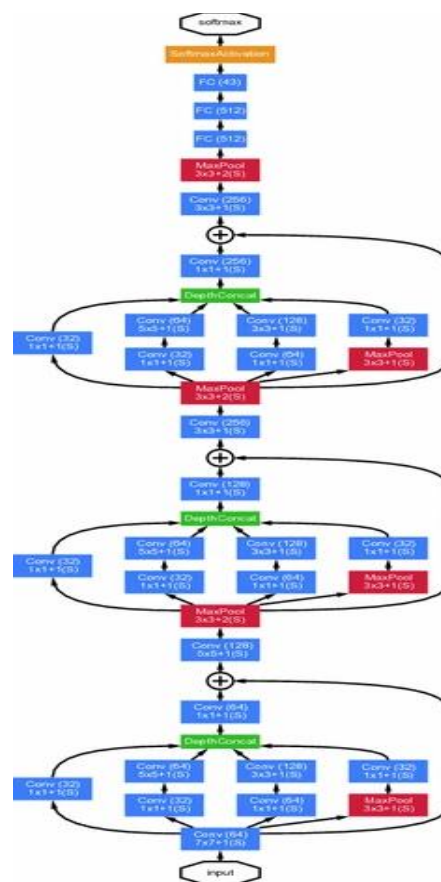 softmax
SoftmaxActivation
FC (43)
FC (512)
FC (512)
MaxPool
3x3+2(S)
Conv (256)
3x3+1(S)
Conv (256)
1x1+1(S)
DepthConcat
Conv (64)
5x5+1(S)
Conv (128)
3x3+1(S)
Conv (32)
1x1+1(S)
Conv (32)
1x1+1(S)
Conv (32)
1x1+1(S)
Conv (64)
1x1+1(S)
MaxPool
3x3+1(S)
MaxPool
3x3+2(S)
Conv (256)
3x3+1(S)
Conv (128)
1x1+1(S)
DepthConcat
Conv (64)
5x5+1(S)
Conv (128)
3x3+1(S)
Conv (32)
1x1+1(S)
Conv (32)
1x1+1(S)
Conv (32)
1x1+1(S)
Conv (64)
1x1+1(S)
MaxPool
3x3+1(S)
MaxPool
3x3+2(S)
Conv (128)
5x5+1(S)
Conv (64)
1x1+1(S)
DepthConcat
Conv (64)
5x5+1(S)
Conv (128)
3x3+1(S)
Conv (32)
1x1+1(S)
Conv (32)
1x1+1(S)
Conv (32)
1x1+1(S)
Conv (64)
1x1+1(S)
MaxPool
3x3+1(S)
Conv (64)
7x7+1(S)
input